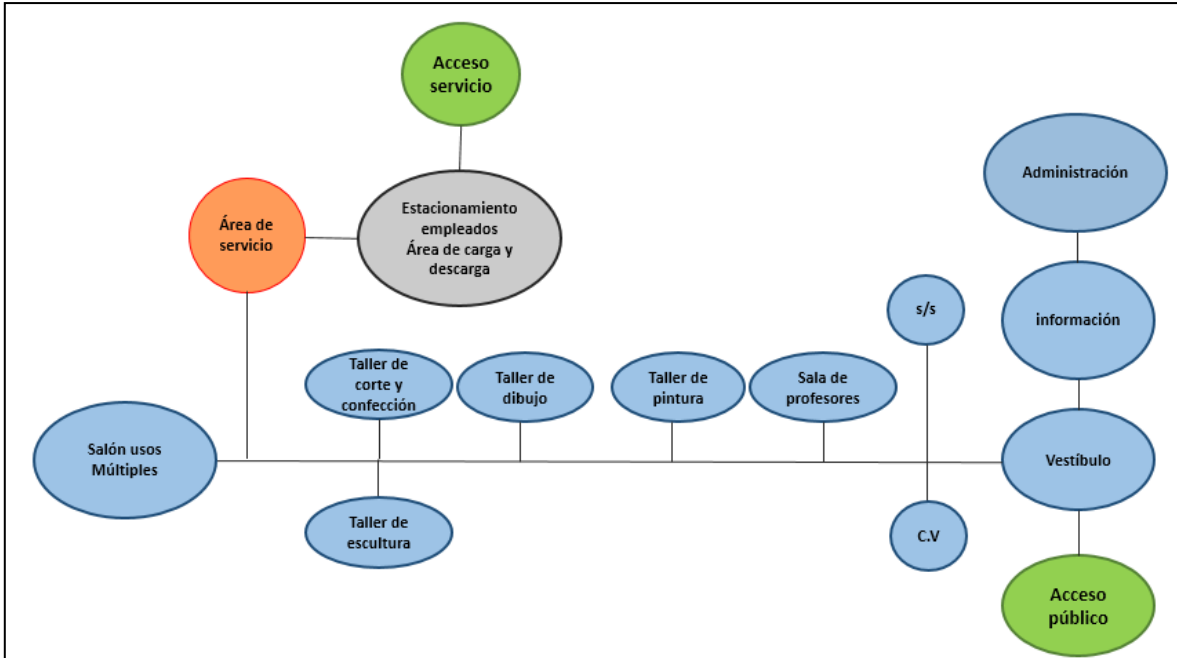 Acceso
servicio
Administración
Área de
servicio
Estacionamiento
empleados
Área de carga y
descarga
s/s
información
Taller de
corte y
confección
Taller de
dibujo
Taller de
pintura
Sala de
profesores
Salón usos
Múltiples
Vestíbulo
Taller de
escultura
C.V
Acceso
público